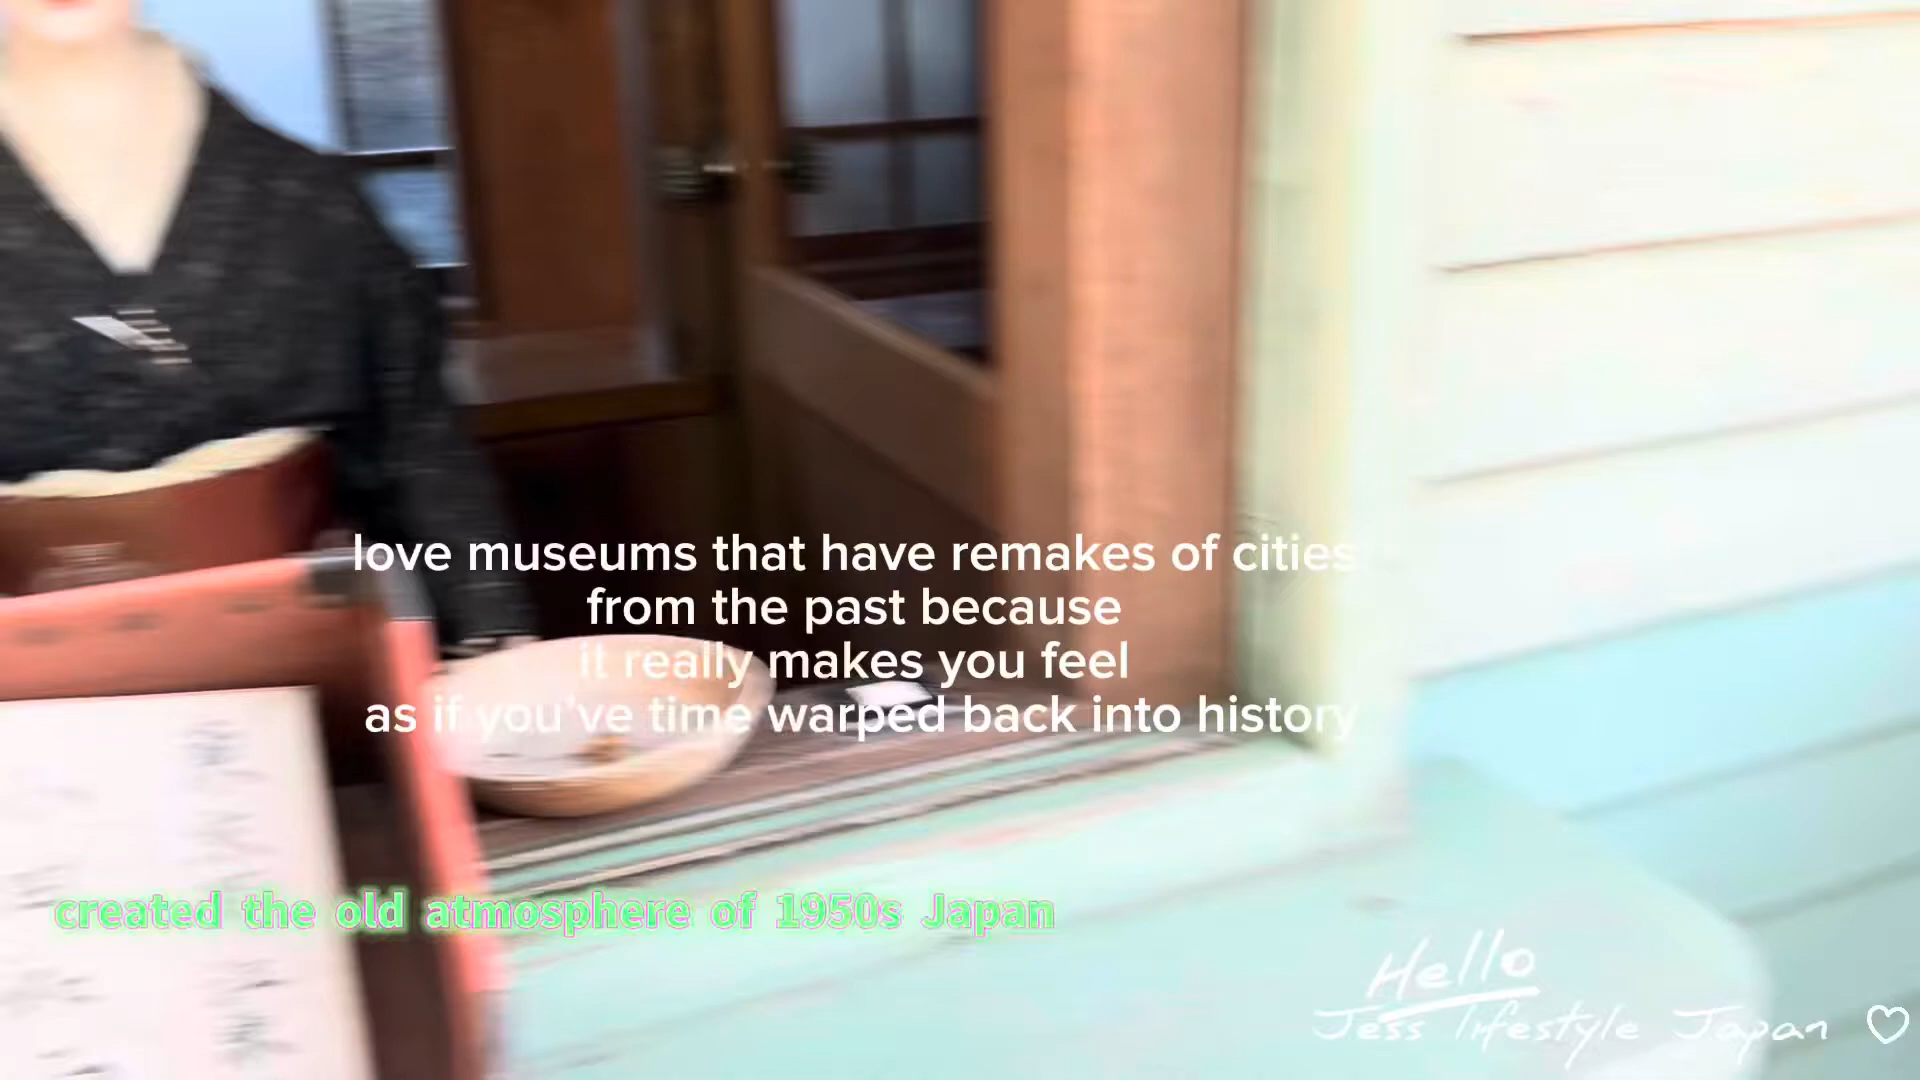 love museums that have remakes of cities
from the past because
it really makes you feel
as if you've time warped back into history
created the old atmosphere of 1950s Japan
Hello
Jess lifestyle Japan